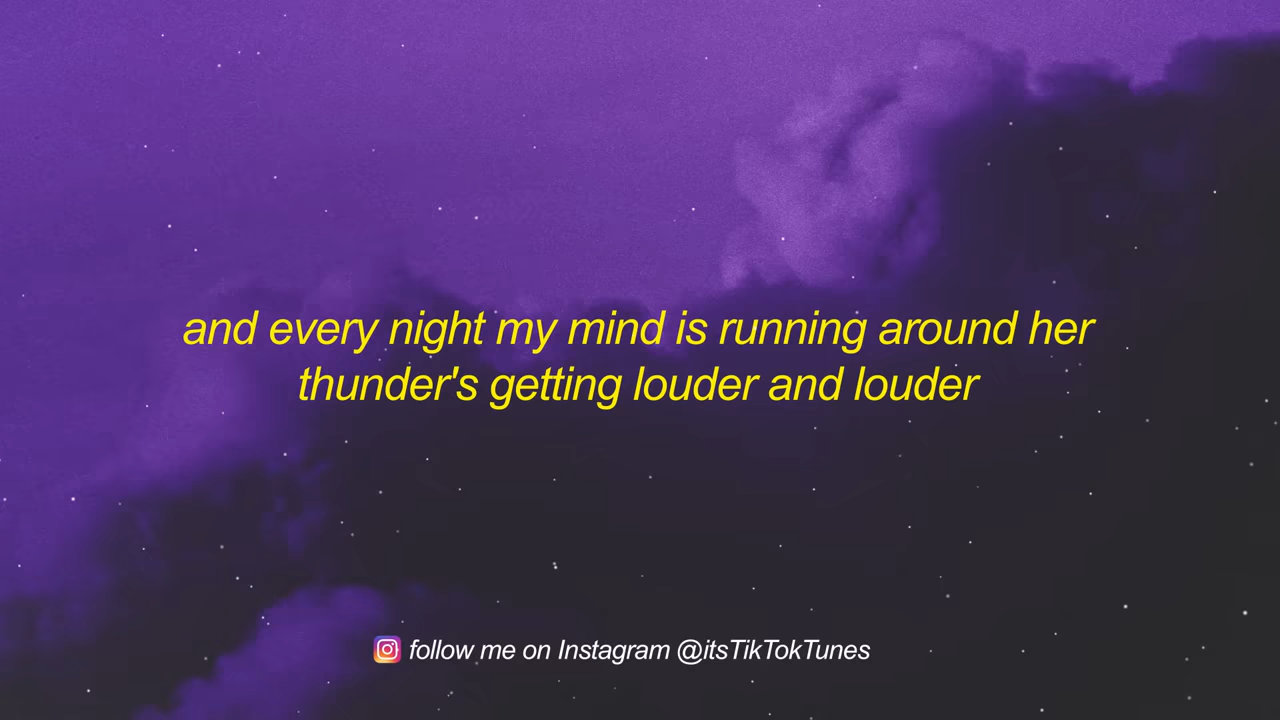 and every night my mind is running around her
thunder's getting louder and louder
follow me on Instagram @itsTikTokTunes